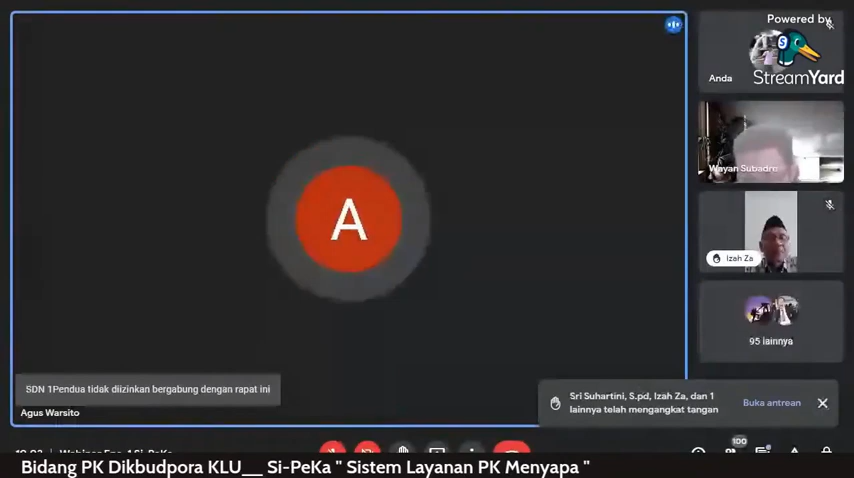 Powered by
StreamYard
S
Anda
A
Wayan Subadre
Izah Za
95 lainnya
SDN 1Pendua tidak diizinkan bergabung dengan rapat ini
Agus Warsito
Sri Suhartini, S.pd, Izah Za, dan 1
lainnya telah mengangkat tangan
Buka antrean
100
Bidang PK Dikbudpora KLU__ Si-PeKa " Sistem Layanan PK Menyapa "